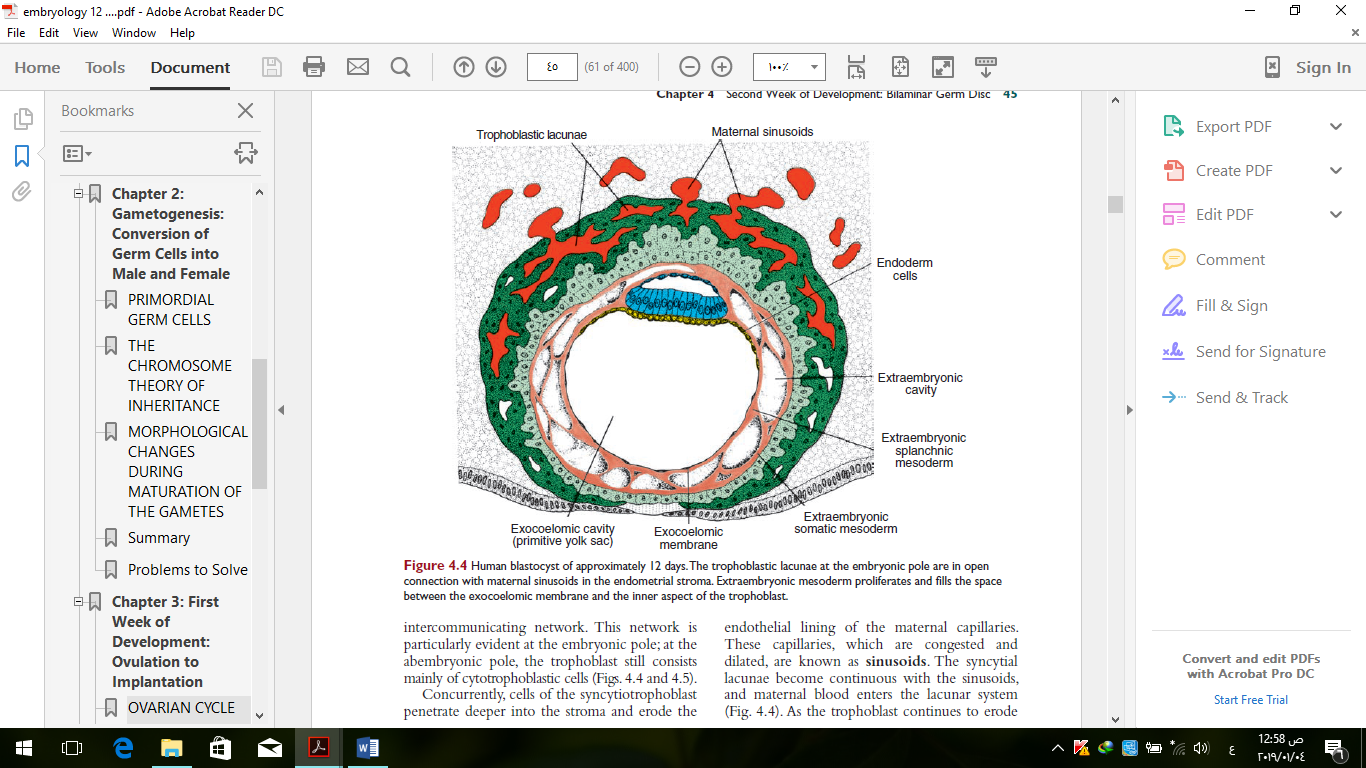 embryology 12 ....pdf - Adobe Acrobat Reader DC
File Edit View Window Help
Home Tools Document
٤٥ (61 of 400)
١٠٠٪
Sign In
Bookmarks
Chapter 2:
Gametogenesis:
Conversion of
Germ Cells into
Male and Female
PRIMORDIAL
GERM CELLS
THE
CHROMOSOME
THEORY OF
INHERITANCE
MORPHOLOGICAL
CHANGES
DURING
MATURATION OF
THE GAMETES
Summary
Problems to Solve
Chapter 3: First
Week of
Development:
Ovulation to
Implantation
OVARIAN CYCLE
Chapter 4 Second Week of Development: Bilaminar Germ Disc 45
Trophoblastic lacunae
Maternal sinusoids
Endoderm
cells
Extraembryonic
cavity
Extraembryonic
splanchnic
mesoderm
Extraembryonic
somatic mesoderm
Exocoelomic
membrane
Exocoelomic cavity
(primitive yolk sac)
Figure 4.4 Human blastocyst of approximately 12 days. The trophoblastic lacunae at the embryonic pole are in open
connection with maternal sinusoids in the endometrial stroma. Extraembryonic mesoderm proliferates and fills the space
between the exocoelomic membrane and the inner aspect of the trophoblast.
intercommunicating network. This network is
particularly evident at the embryonic pole; at the
abembryonic pole, the trophoblast still consists
mainly of cytotrophoblastic cells (Figs. 4.4 and 4.5).
Concurrently, cells of the syncytiotrophoblast
penetrate deeper into the stroma and erode the
endothelial lining of the maternal capillaries.
These capillaries, which are congested and
dilated, are known as sinusoids. The syncytial
lacunae become continuous with the sinusoids,
and maternal blood enters the lacunar system
(Fig. 4.4). As the trophoblast continues to erode
Export PDF
Create PDF
Edit PDF
Comment
Fill & Sign
Send for Signature
Send & Track
Convert and edit PDFs
with Acrobat Pro DC
Start Free Trial
ع
12:58 ص
٢٠١٩/٠١/٠٤